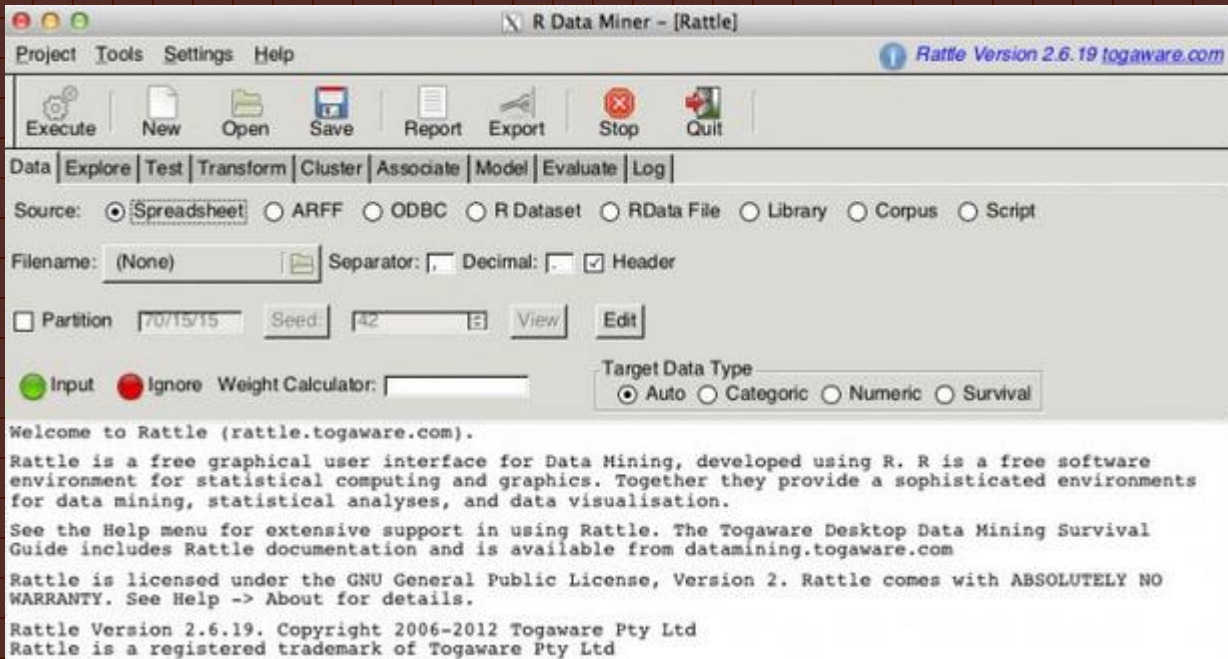 R Data Miner - [Rattle]
Project Tools Settings Help Rattle Version 2.6.19 togaware.com
Execute New Open Save Report Export Stop Quit
Data Explore Test Transform Cluster Associate Model Evaluate Log
Source: Spreadsheet ARFF ODBC R Dataset RData File Library Corpus Script
Filename: (None) Separator: , Decimal: . Header
Partition 70/15/15 Seed: 42 View Edit
Target Data Type
Input Ignore Weight Calculator: Auto Categoric Numeric Survival
Welcome to Rattle (rattle.togaware.com).
Rattle is a free graphical user interface for Data Mining, developed using R. R is a free software
environment for statistical computing and graphics. Together they provide a sophisticated environments
for data mining, statistical analyses, and data visualisation.
See the Help menu for extensive support in using Rattle. The Togaware Desktop Data Mining Survival
Guide includes Rattle documentation and is available from datamining.togaware.com
Rattle is licensed under the GNU General Public License, Version 2. Rattle comes with ABSOLUTELY NO
WARRANTY. See Help -> About for details.
Rattle Version 2.6.19. Copyright 2006-2012 Togaware Pty Ltd
Rattle is a registered trademark of Togaware Pty Ltd